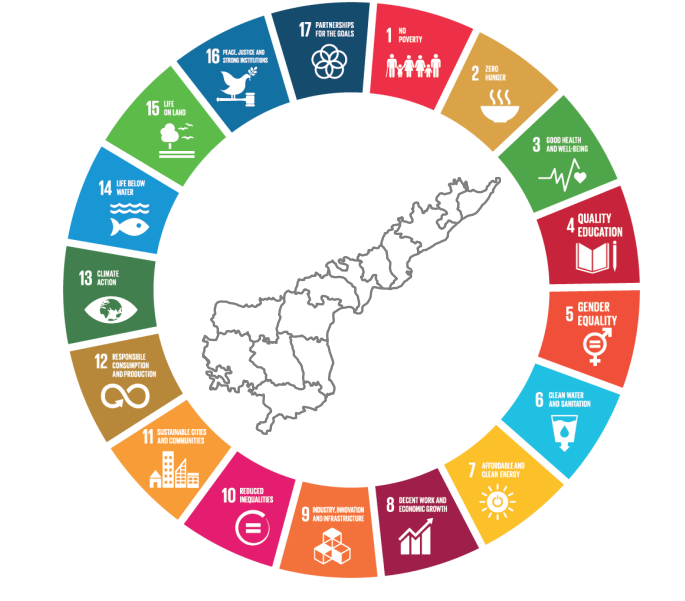 1 NO
POVERTY
2 ZERO
HUNGER
3 GOOD HEALTH
AND WELL-BEING
4 QUALITY
EDUCATION
5 GENDER
EQUALITY
6 CLEAN WATER
AND SANITATION
7 AFFORDABLE AND
CLEAN ENERGY
8 DECENT WORK AND
ECONOMIC GROWTH
9 INDUSTRY, INNOVATION
AND INFRASTRUCTURE
10 REDUCED
INEQUALITIES
11 SUSTAINABLE CITIES
AND COMMUNITIES
12 RESPONSIBLE
CONSUMPTION
AND PRODUCTION
13 CLIMATE
ACTION
14 LIFE BELOW
WATER
15 LIFE
ON LAND
16 PEACE, JUSTICE AND
STRONG INSTITUTIONS
17 PARTNERSHIPS
FOR THE GOALS